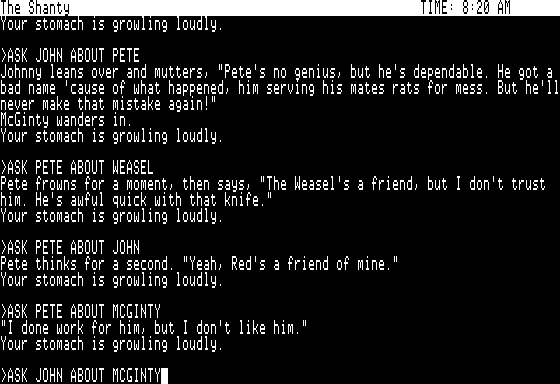 The Shanty TIME: 8:20 AM
Your stomach is growling loudly.
>ASK JOHN ABOUT PETE
Johnny leans over and mutters, "Pete's no genius, but he's dependable. He got a
bad name 'cause of what happened, him serving his mates rats for mess. But he'll
never make that mistake again!"
McGinty wanders in.
Your stomach is growling loudly.
>ASK PETE ABOUT WEASEL
Pete frowns for a moment, then says, "The Weasel's a friend, but I don't trust
him. He's awful quick with that knife."
Your stomach is growling loudly.
>ASK PETE ABOUT JOHN
Pete thinks for a second. "Yeah, Red's a friend of mine."
Your stomach is growling loudly.
>ASK PETE ABOUT MCGINTY
"I done work for him, but I don't like him."
Your stomach is growling loudly.
>ASK JOHN ABOUT MCGINTY